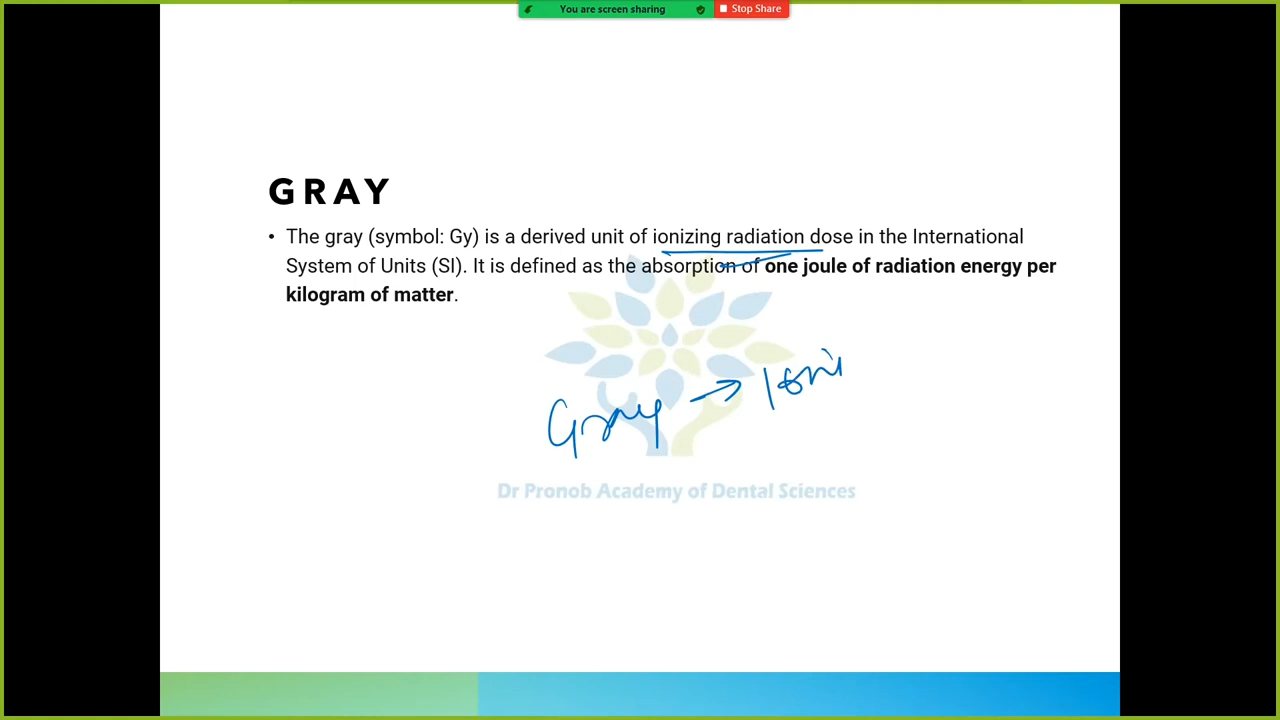 You are screen sharing Stop Share
GRAY
• The gray (symbol: Gy) is a derived unit of ionizing radiation dose in the International
System of Units (SI). It is defined as the absorption of one joule of radiation energy per
kilogram of matter.
Gray → Ioni
Dr Pronob Academy of Dental Sciences